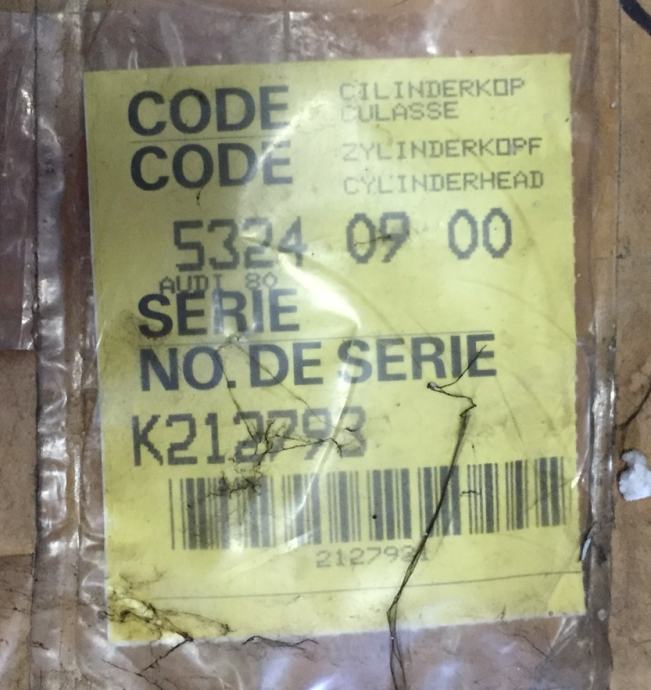 CODE CILINDERKOP
CULASSE
CODE ZYLINDERKOPF
CYLINDERHEAD
5324 09 00
AUDI 80
SERIE
NO. DE SERIE
K212793